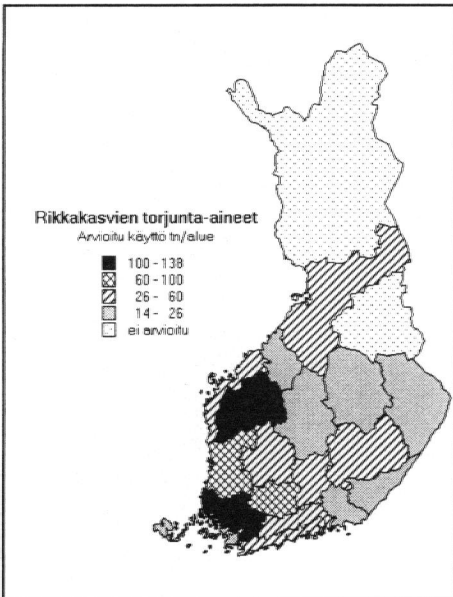 Rikkakasvien torjunta-aineet
Arvioitu käyttö tn/alue
100 - 138
60 - 100
26 - 60
14 - 26
ei arvioitu